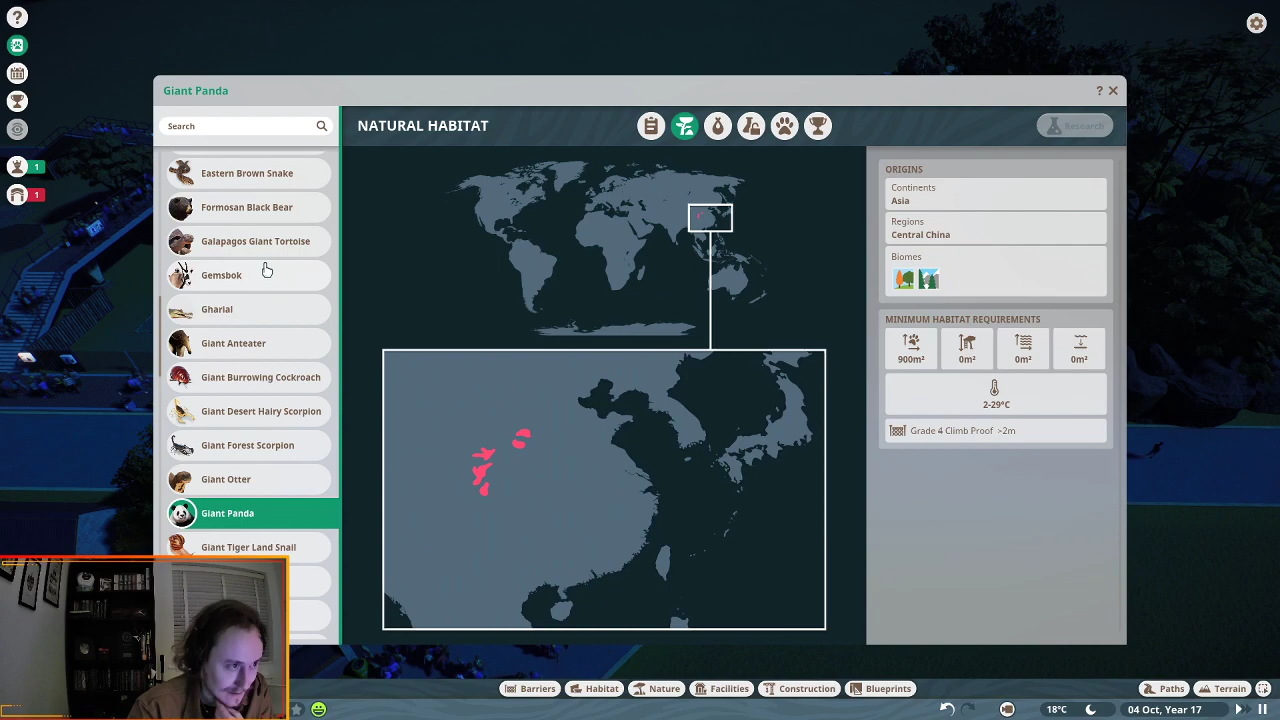 ?
Giant Panda
?
Search
NATURAL HABITAT
Research
Eastern Brown Snake
Formosan Black Bear
Galapagos Giant Tortoise
Gemsbok
Gharial
Giant Anteater
Giant Burrowing Cockroach
Giant Desert Hairy Scorpion
Giant Forest Scorpion
Giant Otter
Giant Panda
Giant Tiger Land Snail
1
1
ORIGINS
Continents
Asia
Regions
Central China
Biomes
MINIMUM HABITAT REQUIREMENTS
900m² 0m² 0m² 0m²
2-29°C
Grade 4 Climb Proof >2m
Barriers Habitat Nature Facilities Construction Blueprints Paths Terrain
18°C 04 Oct, Year 17